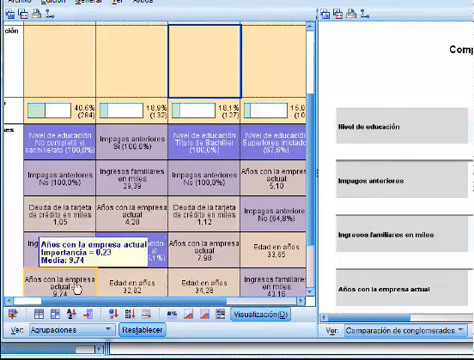 Archivo Edición General Ver Ayuda
ción
40,6%
(284)
18,9%
(132)
18,1%
(127)
15,0
(10
nes
Nivel de educación
No completó el
bachillerato (100,0%)
Impagos anteriores
Sí (100,0%)
Nivel de educación
Título de Bachiller
(100,0%)
Nivel de educación
Superiores iniciados
(67,6%)
Impagos anteriores
No (100,0%)
Ingresos familiares
en miles
29,39
Impagos anteriores
No (100,0%)
Años con la empresa
actual
5,10
Deuda de la tarjeta
de crédito en miles
1,05
Años con la empresa
actual
4,28
Deuda de la tarjeta
de crédito en miles
1,12
Impagos anteriores
No (64,8%)
Años con la empresa actual
Importancia = 0,23
Media: 9,74
Años con la empresa
actual
7,98
Edad en años
33,65
Años con la empresa
actual
9,74
Edad en años
32,82
Edad en años
34,28
Ingresos familiares
en miles
43,16
Visualización(D)
Ver: Agrupaciones
Restablecer
Comp
Nivel de educación
Impagos anteriores
Ingresos familiares en miles
Años con la empresa actual
Ver: Comparación de conglomerados